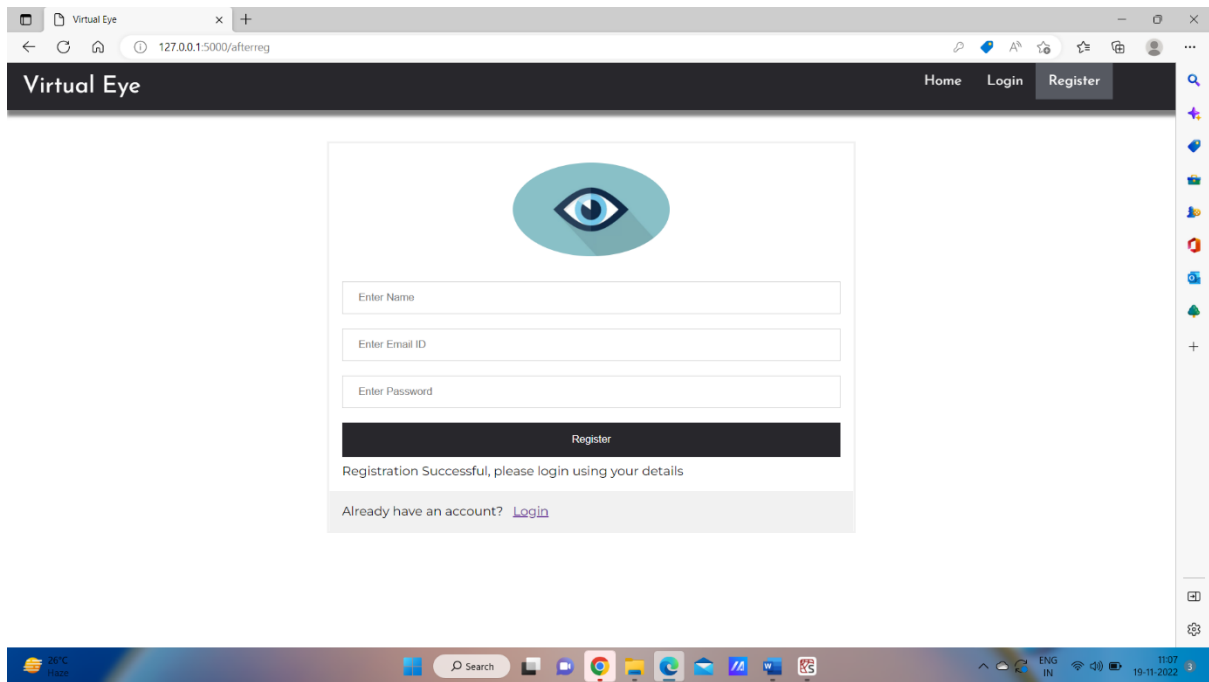 Virtual Eye
127.0.0.1:5000/afterreg
Virtual Eye
Home Login Register
Enter Name
Enter Email ID
Enter Password
Register
Registration Successful, please login using your details
Already have an account? Login
26°C
Haze
Search
ENG
IN
11:07
19-11-2022
3